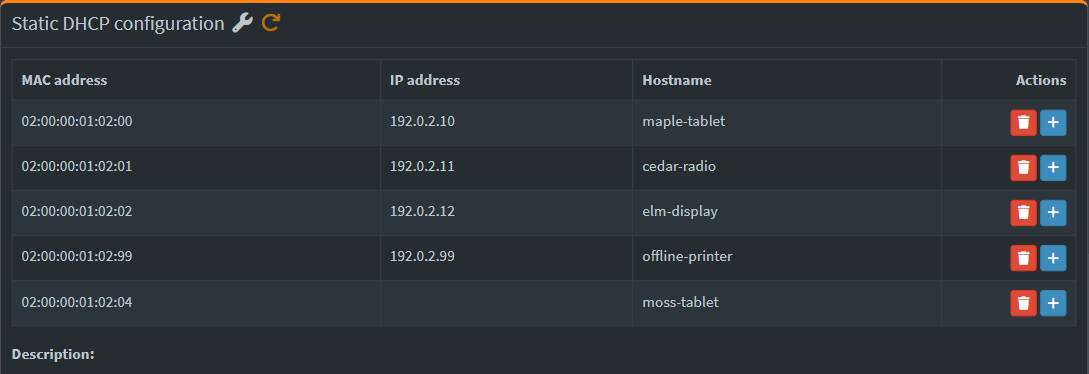 Static DHCP configuration
MAC address IP address Hostname Actions
02:00:00:01:02:00 192.0.2.10 maple-tablet
02:00:00:01:02:01 192.0.2.11 cedar-radio
02:00:00:01:02:02 192.0.2.12 elm-display
02:00:00:01:02:99 192.0.2.99 offline-printer
02:00:00:01:02:04 moss-tablet
Description: